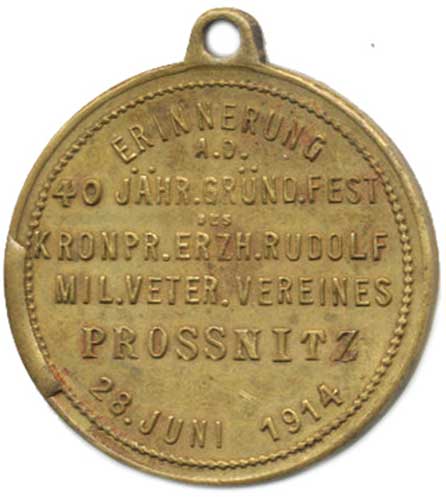 ERINNERUNG
A.D.
40 JÄHR.GRÜND.FEST
DES
KRONPR.ERZH.RUDOLF
MIL.VETER.VEREINES
PROSSNITZ
28.JUNI 1914